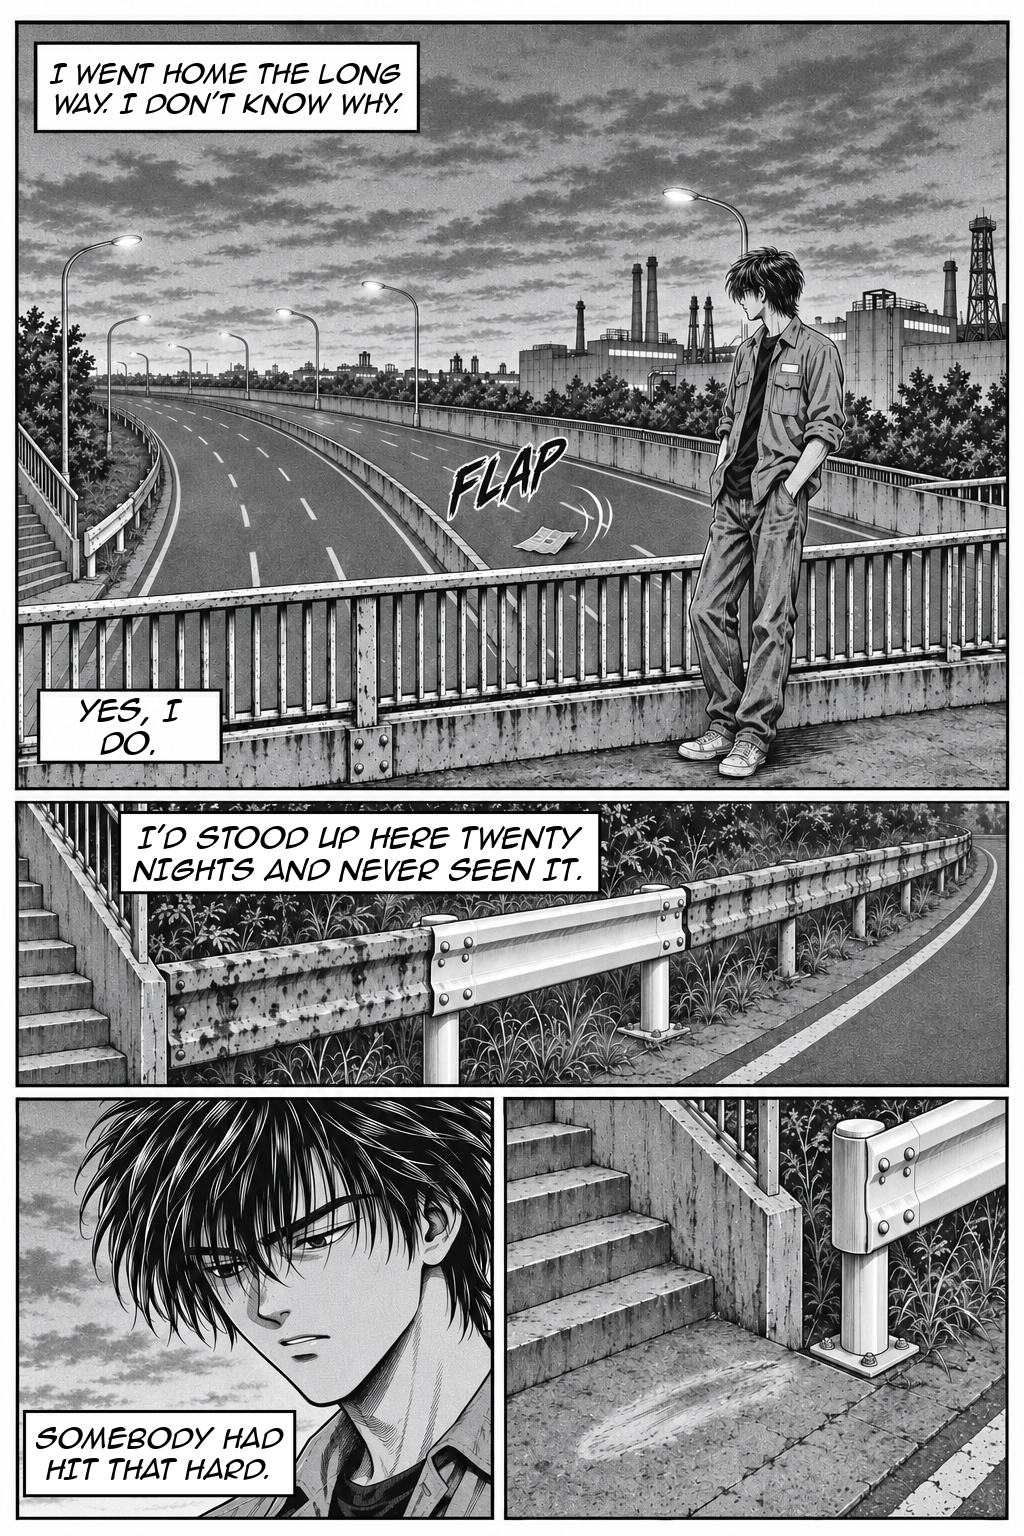 I WENT HOME THE LONG
WAY. I DON'T KNOW WHY.
FLAP
YES, I
DO.
I'D STOOD UP HERE TWENTY
NIGHTS AND NEVER SEEN IT.
SOMEBODY HAD
HIT THAT HARD.